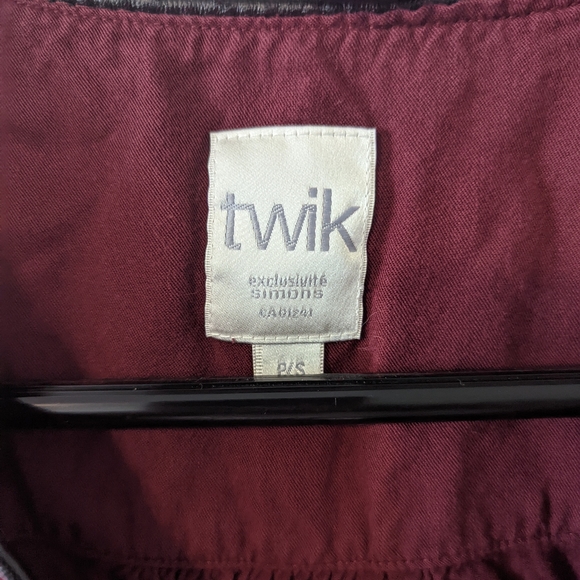 twik
exclusivité
simons
CA01241
P/S